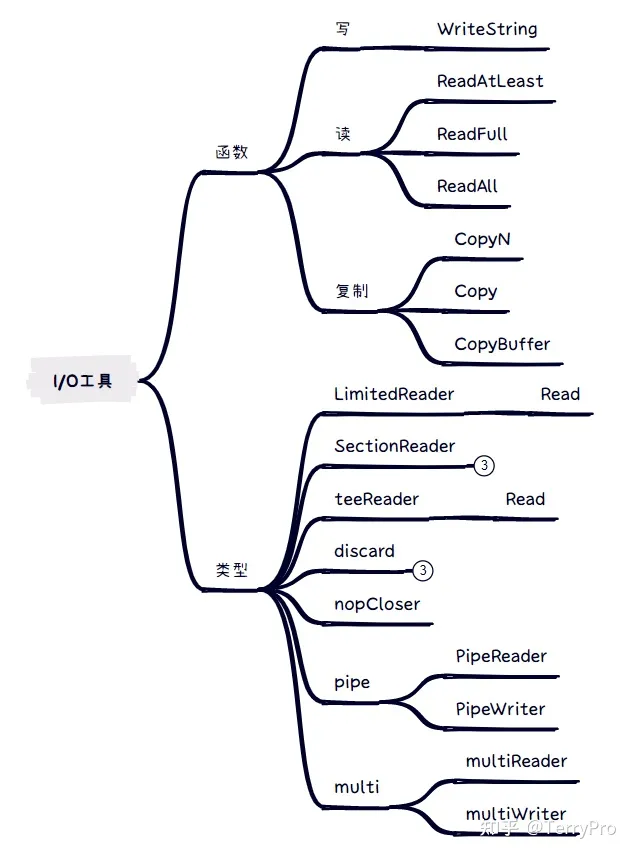 I/O工具
函数
写
WriteString
读
ReadAtLeast
ReadFull
ReadAll
复制
CopyN
Copy
CopyBuffer
类型
LimitedReader
Read
SectionReader
3
teeReader
Read
discard
3
nopCloser
pipe
PipeReader
PipeWriter
multi
multiReader
multiWriter
知乎 @TerryPro